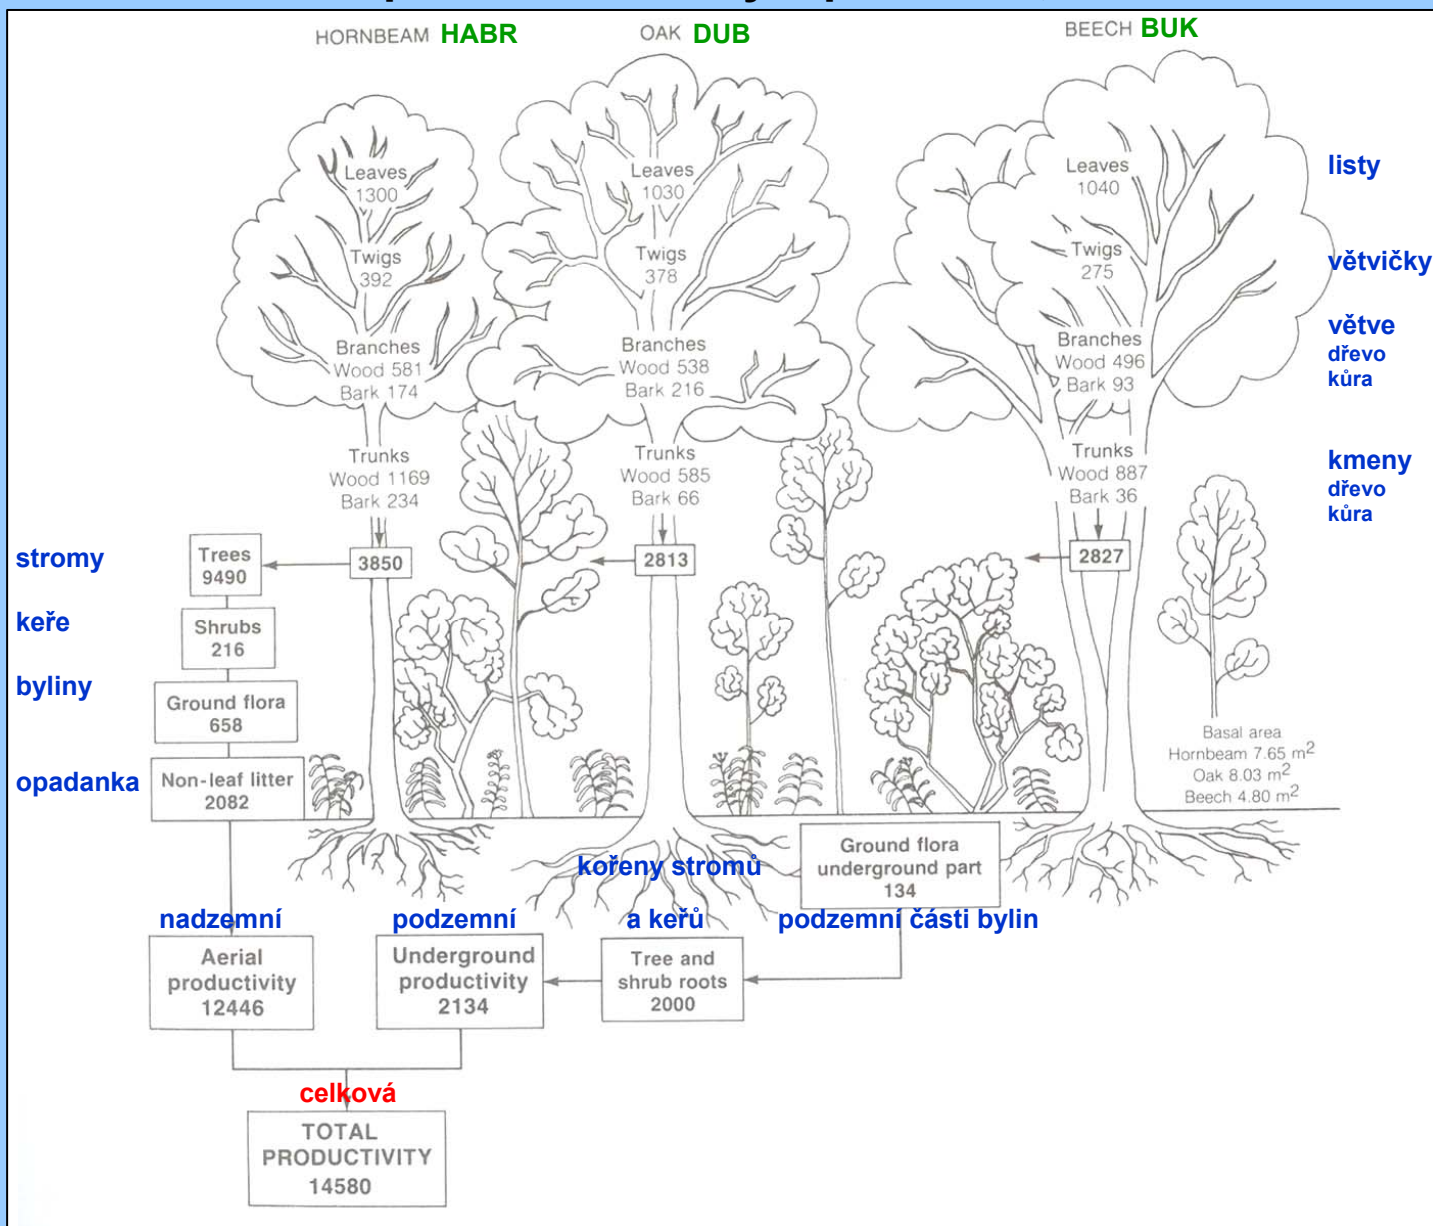 HORNBEAM HABR
OAK DUB
BEECH BUK
Leaves
1300
Twigs
392
Branches
Wood 581
Bark 174
Trunks
Wood 1169
Bark 234
3850
Leaves
1030
Twigs
378
Branches
Wood 538
Bark 216
Trunks
Wood 585
Bark 66
2813
Leaves
1040
Twigs
275
Branches
Wood 496
Bark 93
Trunks
Wood 887
Bark 36
2827
listy
větvičky
větve
dřevo
kůra
kmeny
dřevo
kůra
stromy
Trees
9490
keře
Shrubs
216
byliny
Ground flora
658
opadanka
Non-leaf litter
2082
Basal area
Hornbeam 7.65 m²
Oak 8.03 m²
Beech 4.80 m²
Ground flora
underground part
134
kořeny stromů
a keřů
podzemní části bylin
nadzemní
podzemní
Aerial
productivity
12446
Underground
productivity
2134
Tree and
shrub roots
2000
celková
TOTAL
PRODUCTIVITY
14580